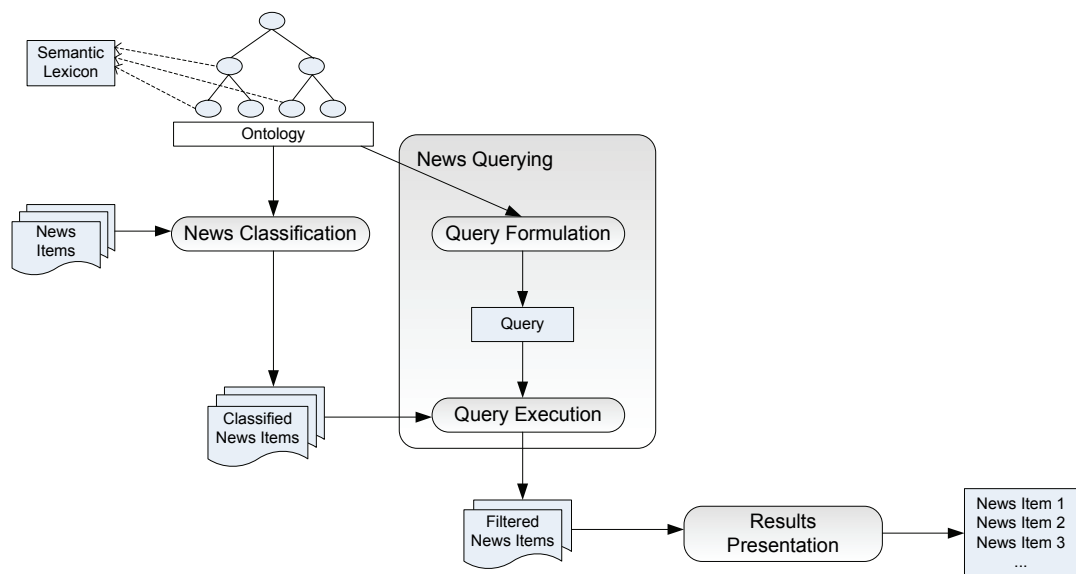 Semantic
Lexicon
Ontology
News Querying
News
Items
News Classification
Query Formulation
Query
Classified
News Items
Query Execution
Filtered
News Items
Results
Presentation
News Item 1
News Item 2
News Item 3
...